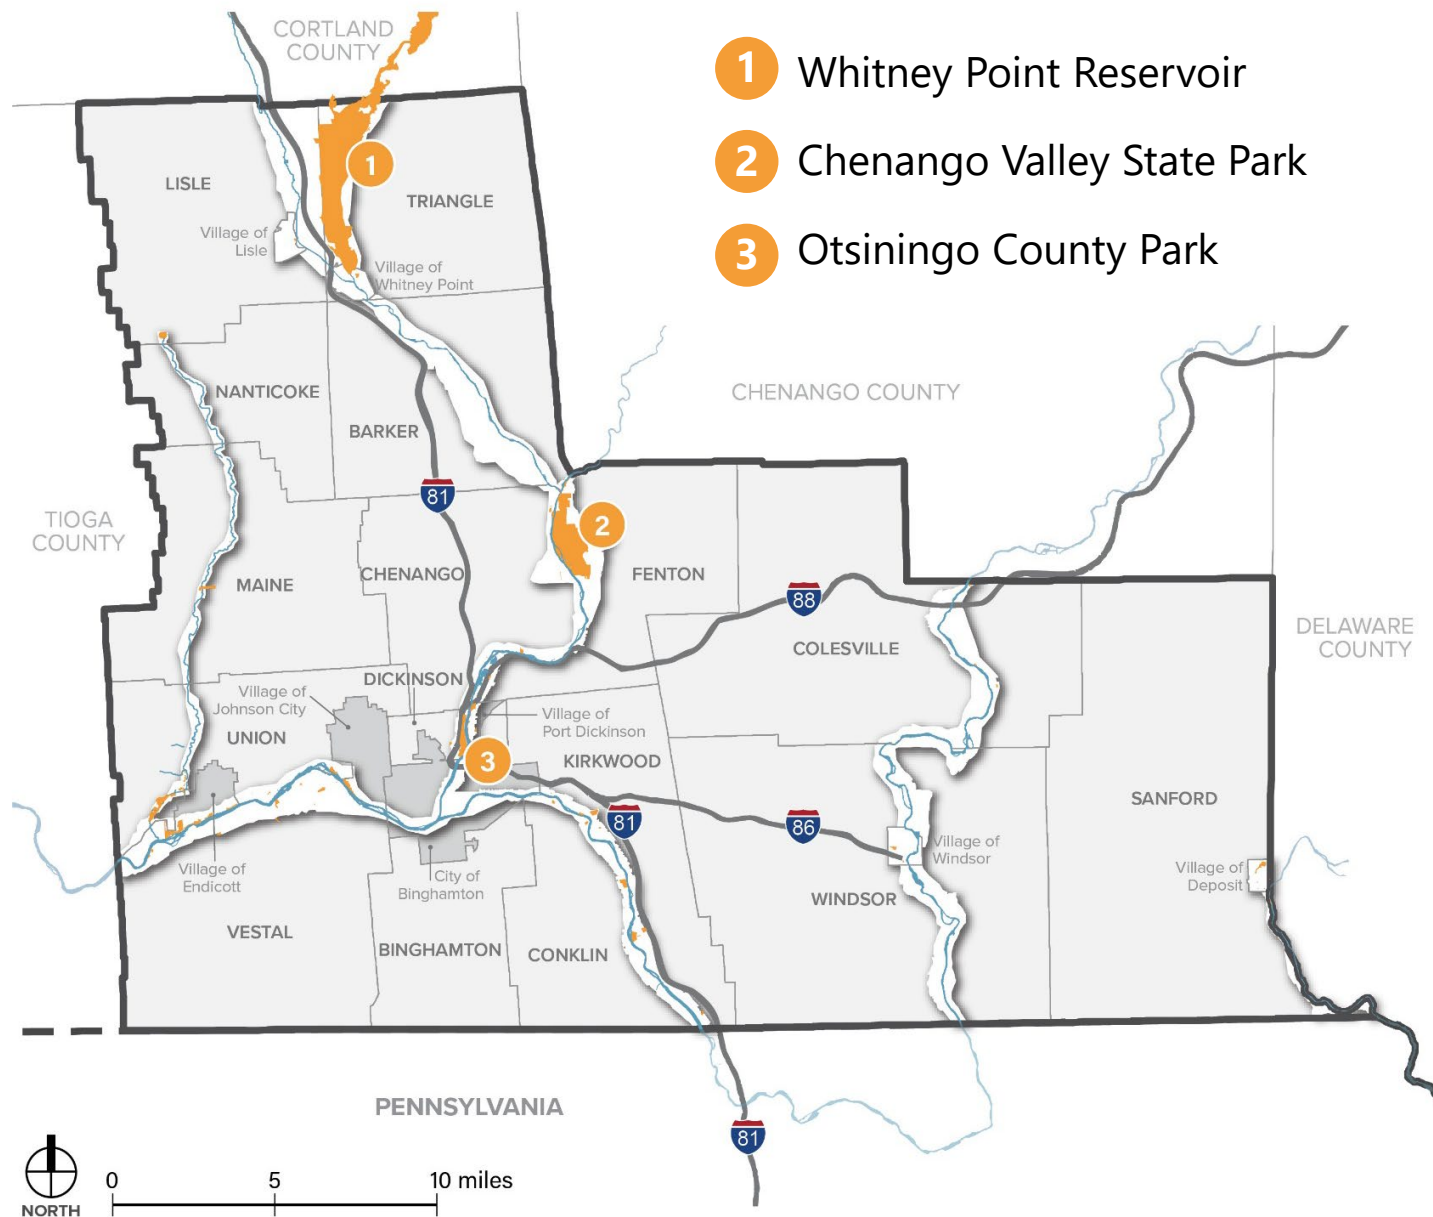 CORTLAND
COUNTY
1 Whitney Point Reservoir
2 Chenango Valley State Park
3 Otsiningo County Park
1
LISLE
TRIANGLE
Village of
Lisle
Village of
Whitney Point
NANTICOKE
CHENANGO COUNTY
BARKER
81
TIOGA
COUNTY
2
MAINE
CHENANGO
FENTON
88
COLESVILLE
DELAWARE
COUNTY
DICKINSON
Village of
Johnson City
UNION
Village of
Port Dickinson
3
KIRKWOOD
SANFORD
81
86
Village of
Windsor
Village of
Endicott
City of
Binghamton
Village of
Deposit
WINDSOR
VESTAL
BINGHAMTON
CONKLIN
PENNSYLVANIA
81
NORTH
0 5 10 miles